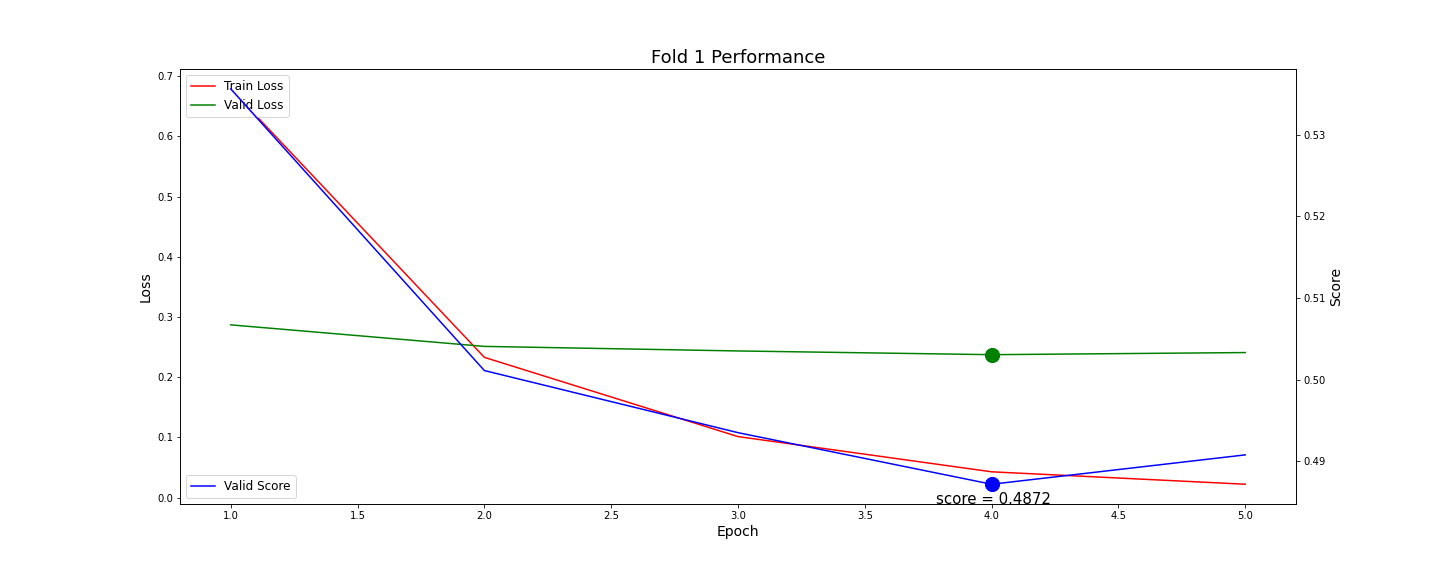 Fold 1 Performance
Train Loss
Valid Loss
Valid Score
0.7
0.6
0.5
0.4
0.3
0.2
0.1
0.0
Loss
0.53
0.52
0.51
0.50
0.49
Score
score = 0.4872
1.0 1.5 2.0 2.5 3.0 3.5 4.0 4.5 5.0
Epoch